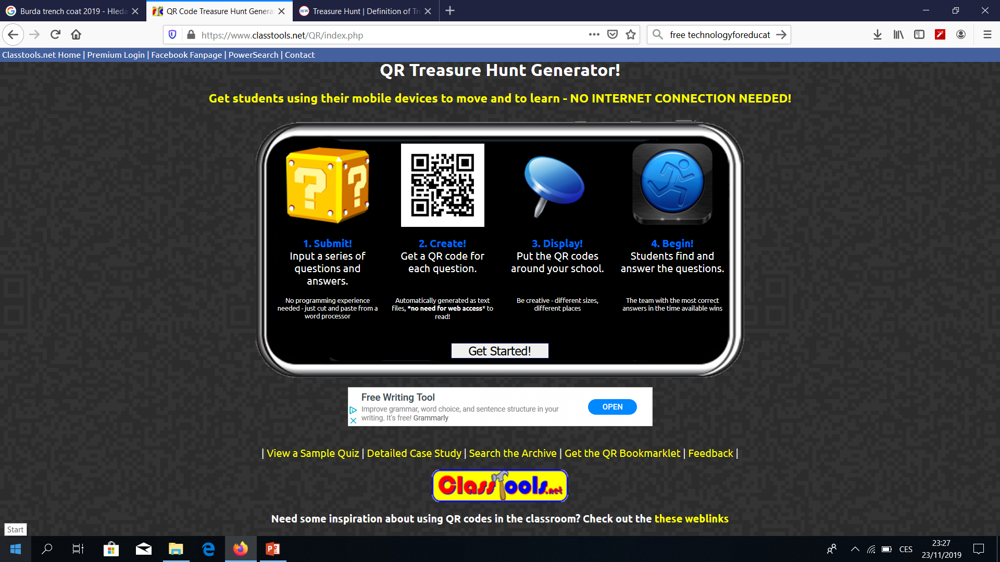 Burda trench coat 2019 - Hleda
QR Code Treasure Hunt Genera
M-W
Treasure Hunt | Definition of Tr
https://www.classtools.net/QR/index.php
free technologyforeducat
Classtools.net Home | Premium Login | Facebook Fanpage | PowerSearch | Contact
QR Treasure Hunt Generator!
Get students using their mobile devices to move and to learn - NO INTERNET CONNECTION NEEDED!
? ?
1. Submit!
Input a series of
questions and
answers.
No programming experience
needed - just cut and paste from a
word processor
2. Create!
Get a QR code for
each question.
Automatically generated as text
files, *no need for web access* to
read!
3. Display!
Put the QR codes
around your school.
Be creative - different sizes,
different places
4. Begin!
Students find and
answer the questions.
The team with the most correct
answers in the time available wins
Get Started!
Free Writing Tool
Improve grammar, word choice, and sentence structure in your
writing. It's free! Grammarly
OPEN
| View a Sample Quiz | Detailed Case Study | Search the Archive | Get the QR Bookmarklet | Feedback |
ClassTools.net
Need some inspiration about using QR codes in the classroom? Check out the these weblinks
Start
CES
23:27
23/11/2019